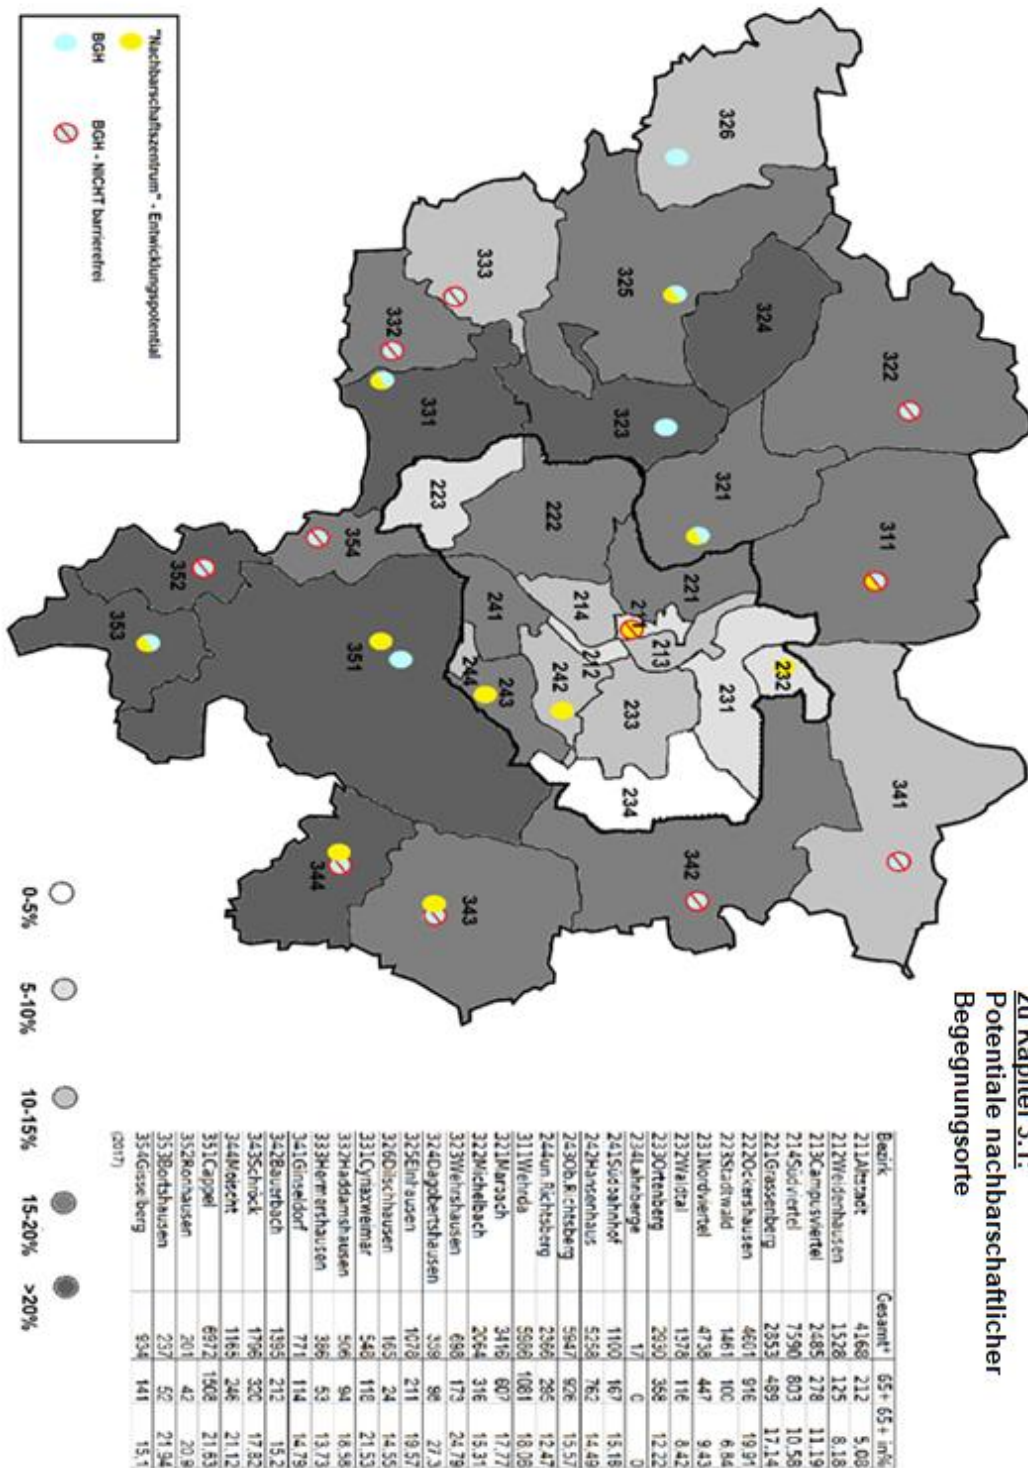 Zu Kapitel 3.1.:
Potentiale nachbarschaftlicher
Begegnungsorte
"Nachbarschaftszentrum" - Entwicklungspotential
BGH
BGH - NICHT barrierefrei
322
311
341
326
324
321
232
325
323
221
231
342
333
222
211
213
214
212
233
234
332
331
223
241
242
243
244
354
343
351
352
353
344
0-5%
5-10%
10-15%
15-20%
>20%
Bezirk Gesamt* 65+ 65+ in%
211Altstadt 4168 212 5,08
212Weidenhausen 1528 125 8,18
213Campusviertel 2485 278 11,19
214Südviertel 7590 803 10,58
221Grassenberg 2853 489 17,14
222Ockershausen 4601 916 19,91
223Stadtwald 1461 100 6,84
231Nordviertel 4738 447 9,43
232Waldtal 1378 116 8,42
233Ortenberg 2930 358 12,22
234Lahnberge 17 0 0
241Südbahnhof 1100 167 15,18
242Hansenhaus 5258 762 14,49
243Ob.Richtsberg 5947 926 15,57
244un.Richtsberg 2366 295 12,47
311Wehrda 5986 1081 18,06
321Marbach 3416 607 17,77
322Michelbach 2064 316 15,31
323Wehrshausen 698 173 24,79
324Dagobertshausen 359 98 27,3
325Elnhausen 1078 211 19,57
326Dilschhausen 165 24 14,55
331Cyriaxweimar 548 118 21,53
332Haddamshausen 506 94 18,58
333Hermershausen 386 53 13,73
341Ginseldorf 771 114 14,79
342Bauerbach 1395 212 15,2
343Schröck 1796 320 17,82
344Moischt 1165 246 21,12
351Cappel 6972 1508 21,63
352Ronhausen 201 42 20,9
353Bortshausen 237 52 21,94
354Gisselberg 934 141 15,1
(2017)